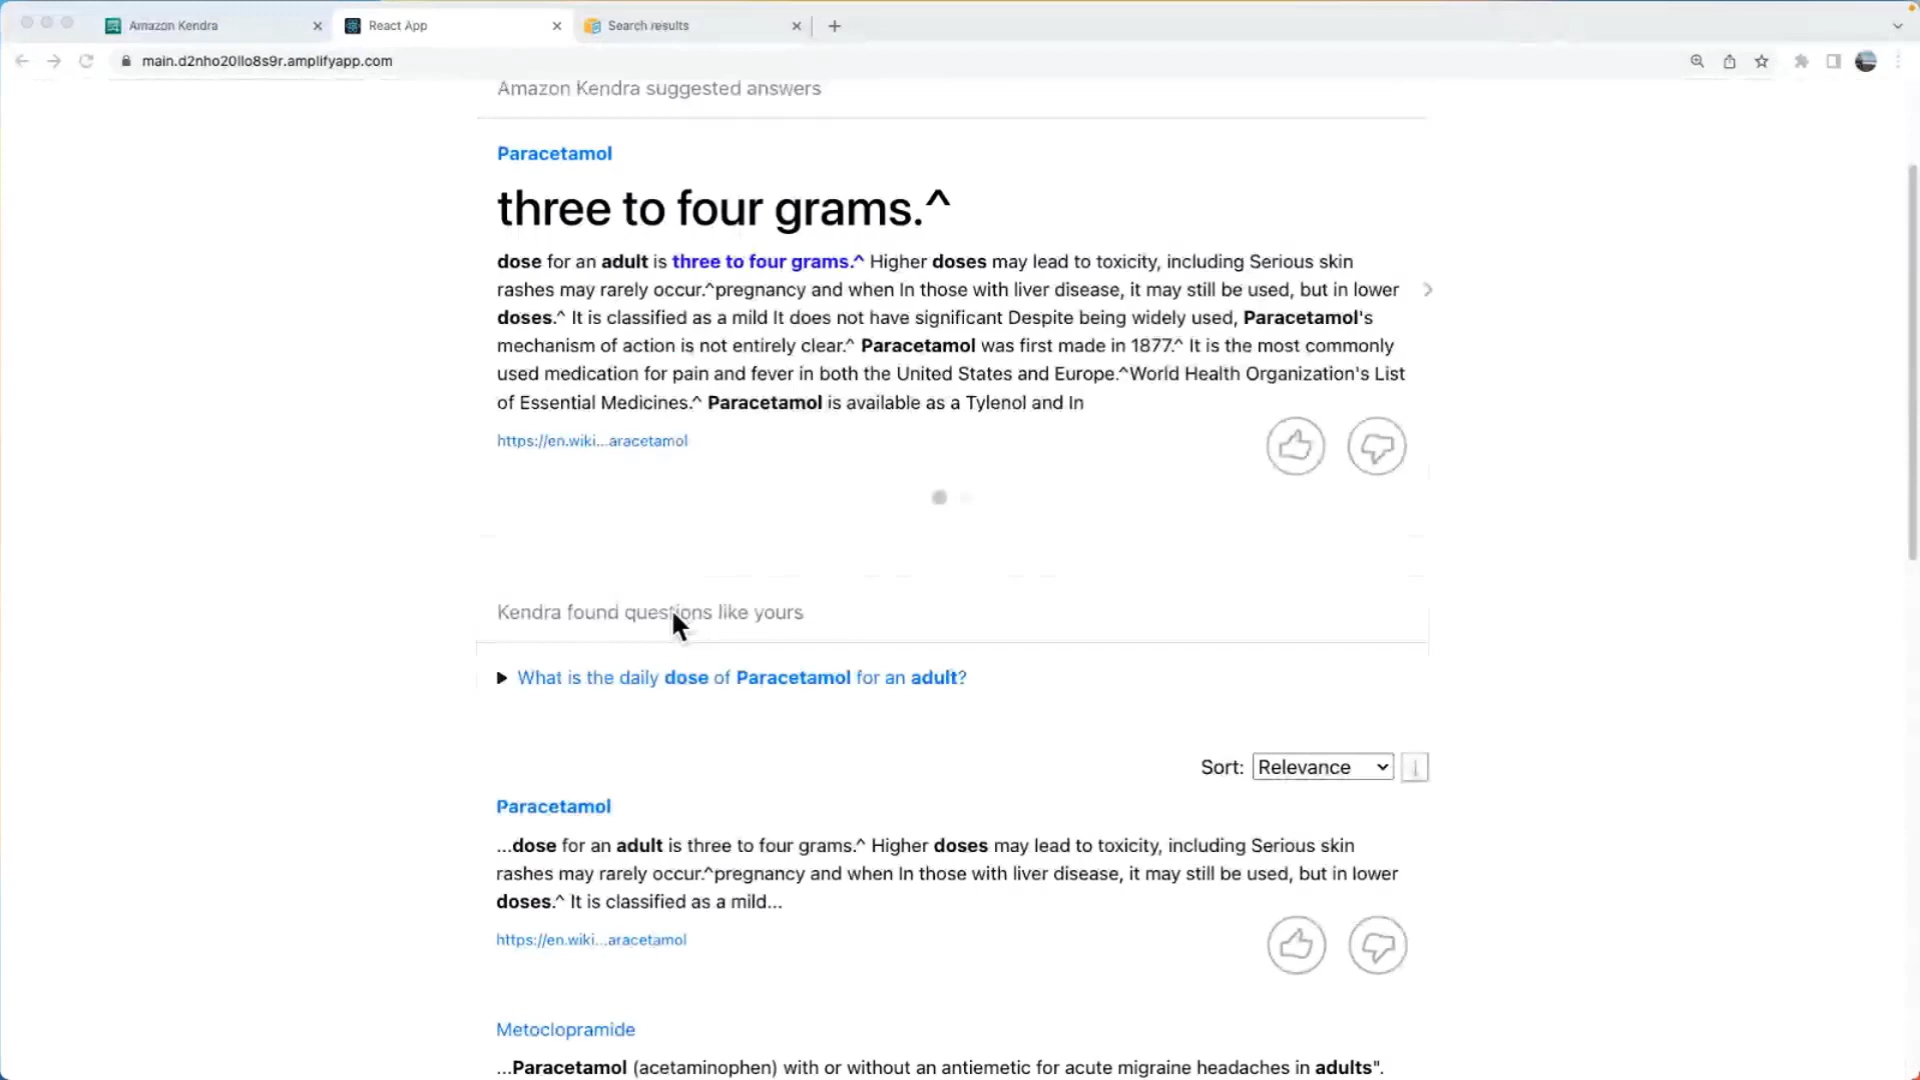 Amazon Kendra
React App
Search results
main.d2nho20llo8s9r.amplifyapp.com
Amazon Kendra suggested answers
Paracetamol
three to four grams.^
dose for an adult is three to four grams.^ Higher doses may lead to toxicity, including Serious skin
rashes may rarely occur.^pregnancy and when In those with liver disease, it may still be used, but in lower
doses.^ It is classified as a mild It does not have significant Despite being widely used, Paracetamol's
mechanism of action is not entirely clear.^ Paracetamol was first made in 1877.^ It is the most commonly
used medication for pain and fever in both the United States and Europe.^World Health Organization's List
of Essential Medicines.^ Paracetamol is available as a Tylenol and In
https://en.wiki...aracetamol
Kendra found questions like yours
What is the daily dose of Paracetamol for an adult?
Sort: Relevance
Paracetamol
...dose for an adult is three to four grams.^ Higher doses may lead to toxicity, including Serious skin
rashes may rarely occur.^pregnancy and when In those with liver disease, it may still be used, but in lower
doses.^ It is classified as a mild...
https://en.wiki...aracetamol
Metoclopramide
...Paracetamol (acetaminophen) with or without an antiemetic for acute migraine headaches in adults".